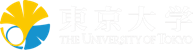 東京大学
THE UNIVERSITY OF TOKYO